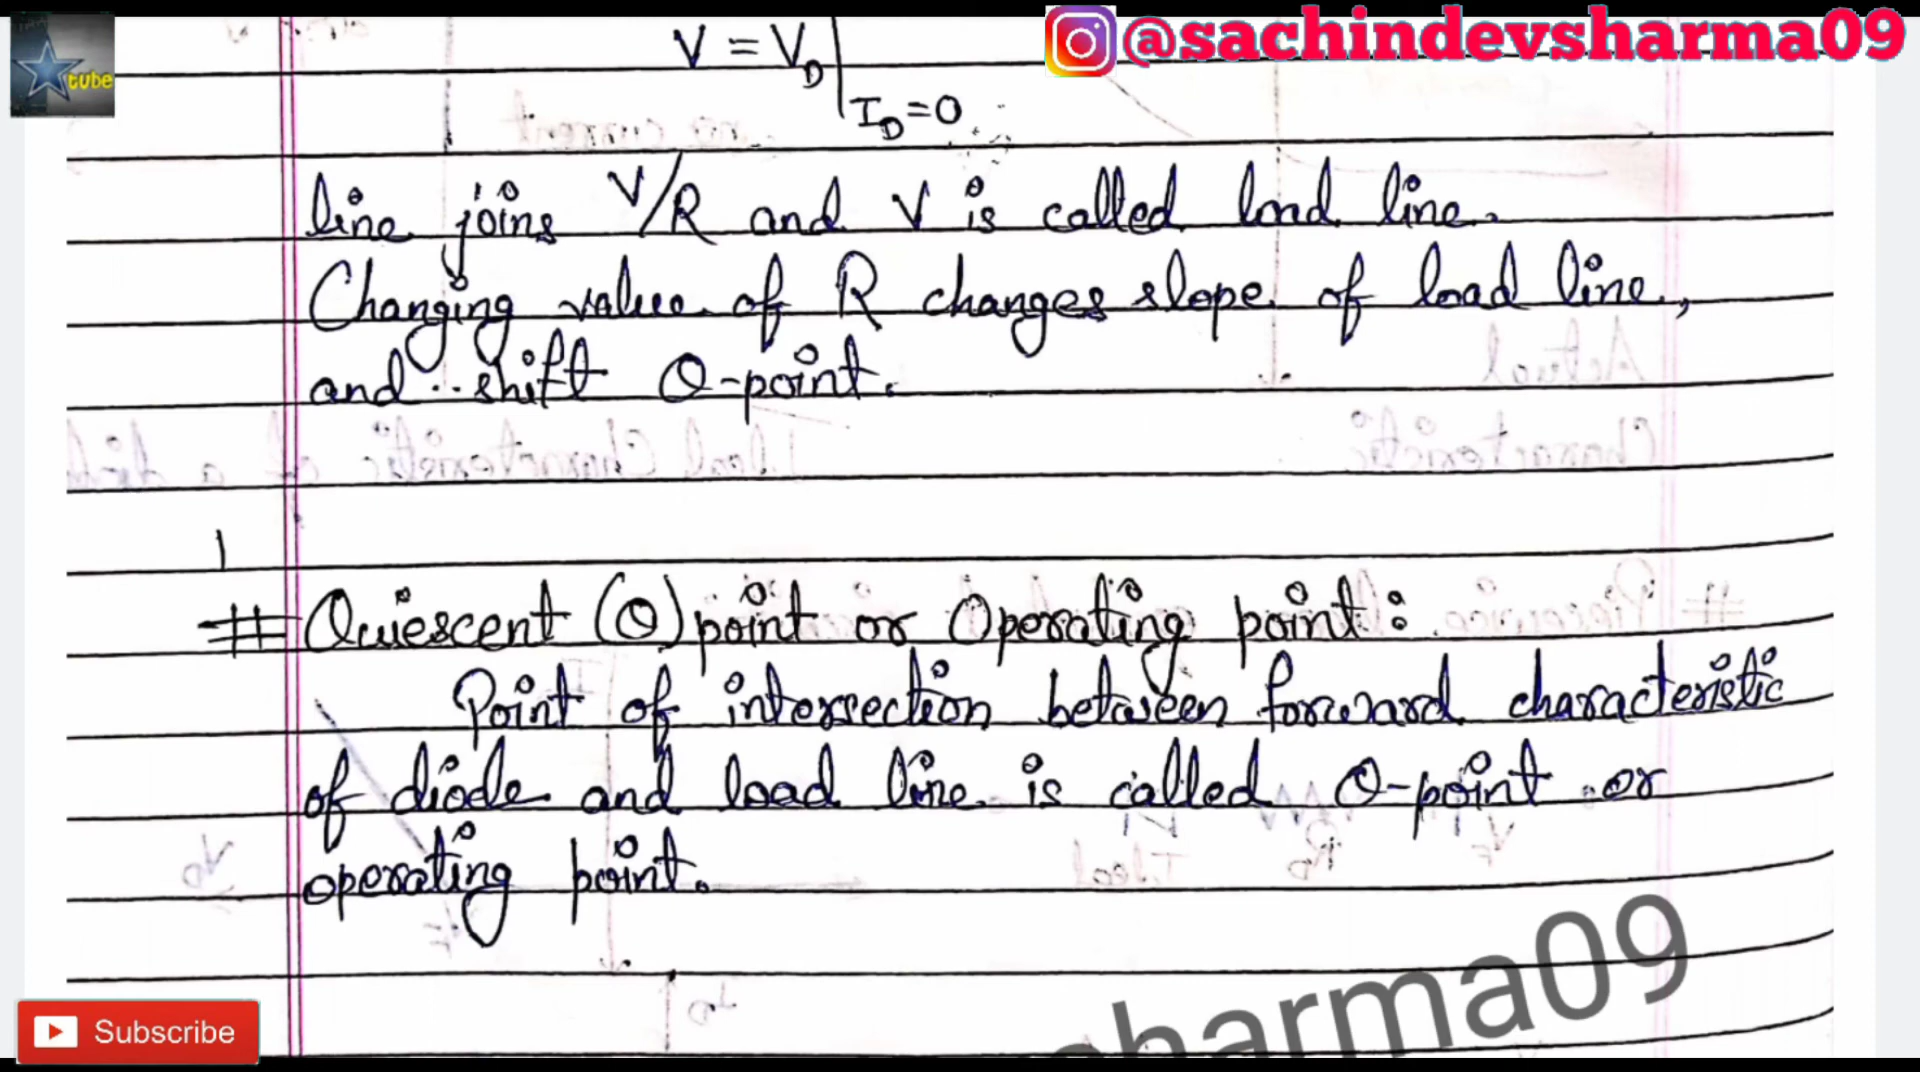 tube
@sachindevsharma09
V = V_D | I_D=0
line joins V/R and V is called load line.
Changing value of R changes slope of load line,
and shift Q-point.
# Quiescent (Q) point or Operating point:
Point of intersection between forward characteristic
of diode and load line is called Q-point or
operating point.
harma09
Subscribe